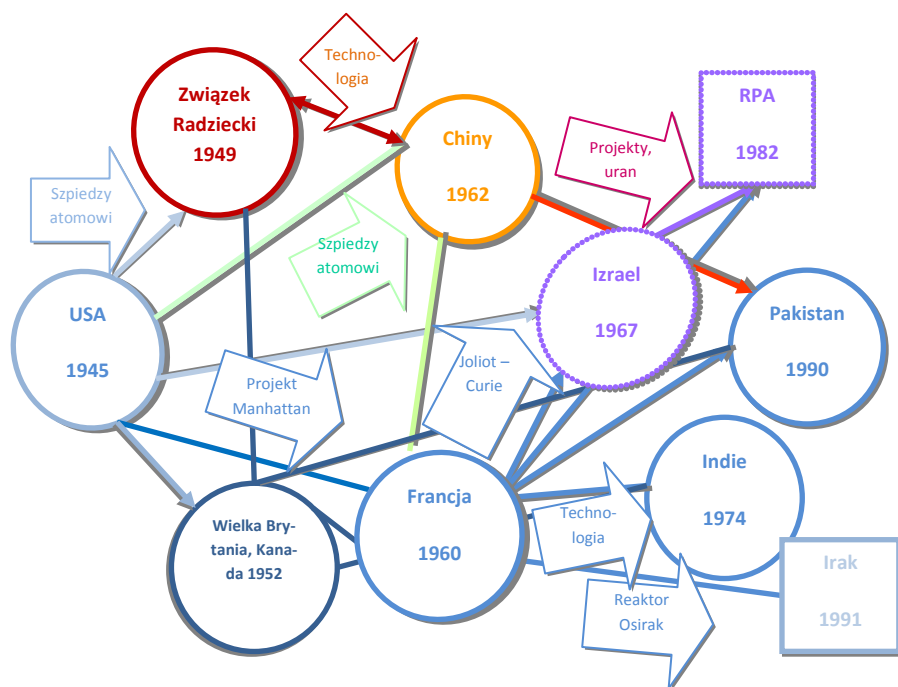 Techno-
logia
Związek
Radziecki
1949
RPA
1982
Chiny
1962
Projekty,
uran
Szpiedzy
atomowi
Szpiedzy
atomowi
Izrael
1967
USA
1945
Pakistan
1990
Joliot –
Curie
Projekt
Manhattan
Indie
1974
Francja
1960
Techno-
logia
Wielka Bry-
tania, Kana-
da 1952
Irak
1991
Reaktor
Osirak